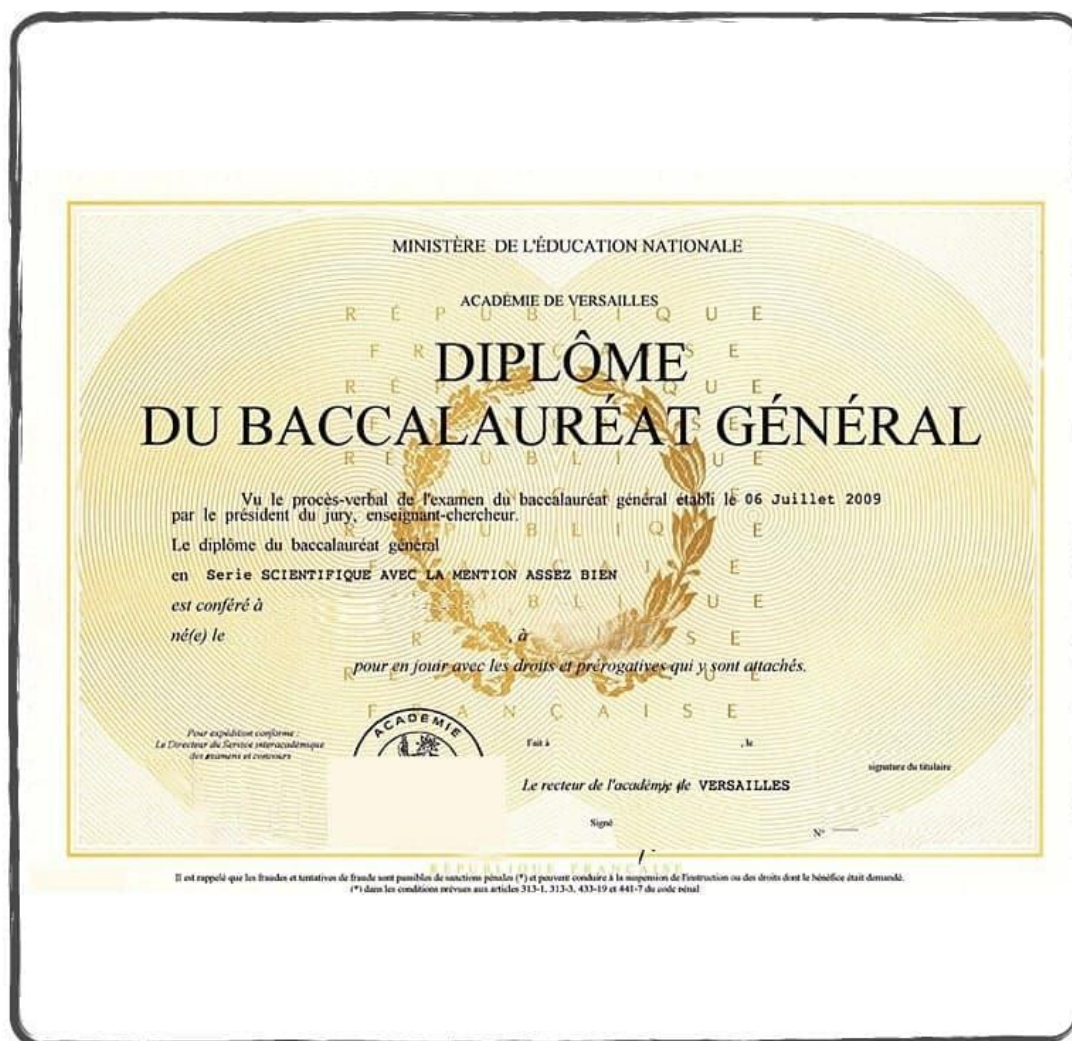 MINISTÈRE DE L'ÉDUCATION NATIONALE
ACADÉMIE DE VERSAILLES
RÉPUBLIQUE
FRANÇAISE
DIPLÔME
DU BACCALAURÉAT GÉNÉRAL
Vu le procès-verbal de l'examen du baccalauréat général établi le 06 Juillet 2009
par le président du jury, enseignant-chercheur.
Le diplôme du baccalauréat général
en Serie SCIENTIFIQUE AVEC LA MENTION ASSEZ BIEN
est conféré à
né(e) le , à
pour en jouir avec les droits et prérogatives qui y sont attachés.
FRANÇAISE
Pour expédition conforme :
Le Directeur du Service interacadémique
des examens et concours
ACADEMIE
Fait à , le
signature du titulaire
Le recteur de l'académie de VERSAILLES
Signé
N°
RÉPUBLIQUE FRANÇAISE
Il est rappelé que les fraudes et tentatives de fraude sont passibles de sanctions pénales (*) et peuvent conduire à la suspension de l'instruction ou des droits dont le bénéfice était demandé.
(*) dans les conditions prévues aux articles 313-1, 313-3, 433-19 et 441-7 du code pénal